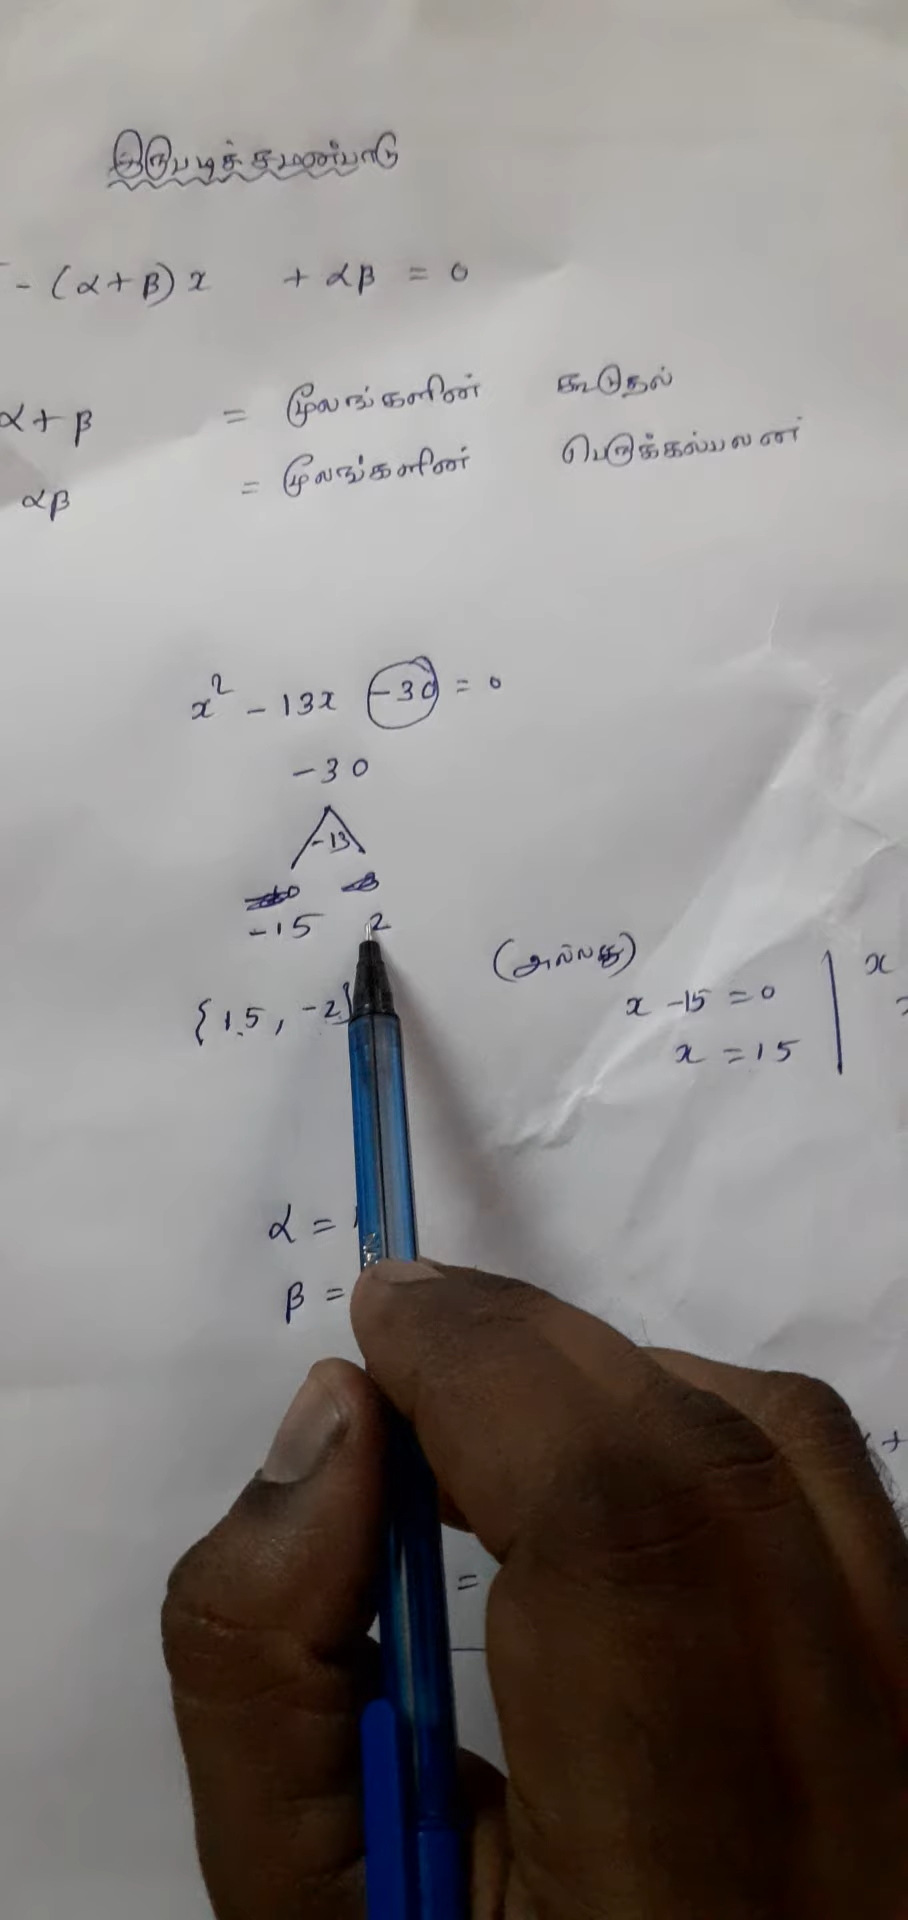 இருபடிச் சமன்பாடு
- (α+β)x + αβ = 0
α+β = மூலங்களின் கூடுதல்
αβ = மூலங்களின் பெருக்கல்பலன்
x² - 13x -30 = 0
-30
-13
-15 2
{15, -2}
(அல்லது)
x -15 = 0 | x
x = 15
α =
β =
+
=